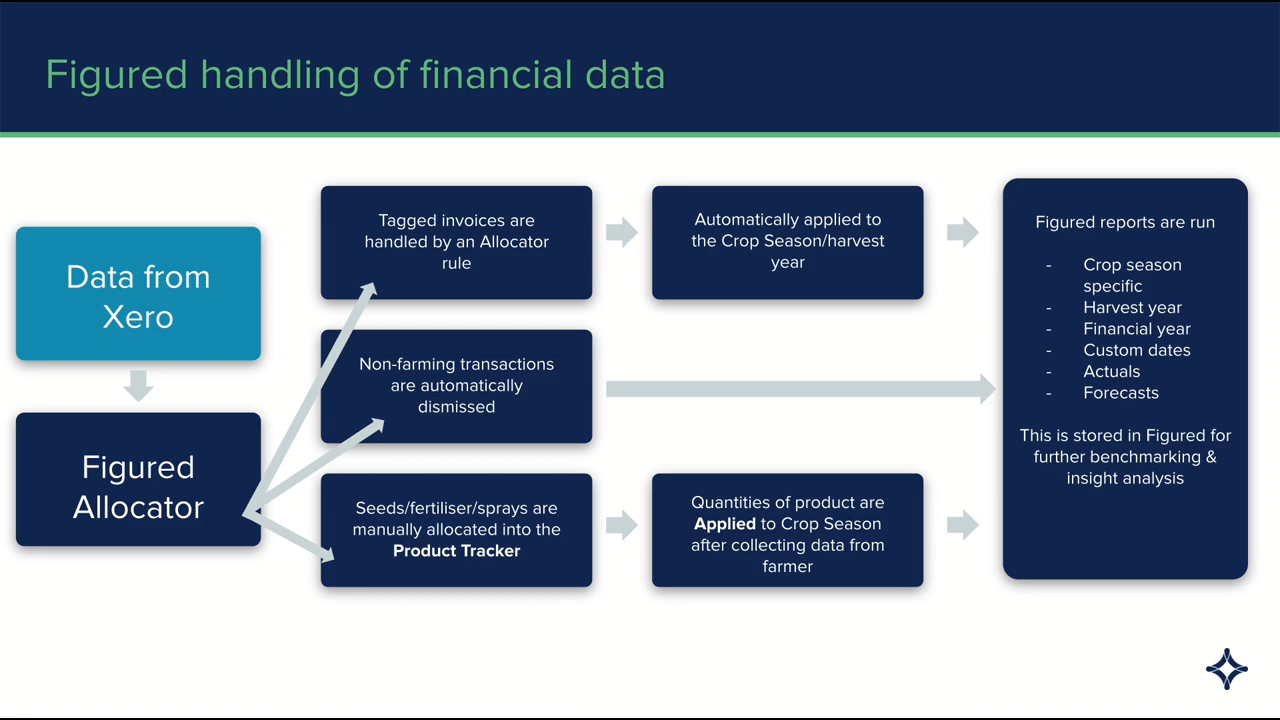 Figured handling of financial data
Data from
Xero
Figured
Allocator
Tagged invoices are
handled by an Allocator
rule
Automatically applied to
the Crop Season/harvest
year
Non-farming transactions
are automatically
dismissed
Seeds/fertiliser/sprays are
manually allocated into the
Product Tracker
Quantities of product are
Applied to Crop Season
after collecting data from
farmer
Figured reports are run
- Crop season
specific
- Harvest year
- Financial year
- Custom dates
- Actuals
- Forecasts
This is stored in Figured for
further benchmarking &
insight analysis